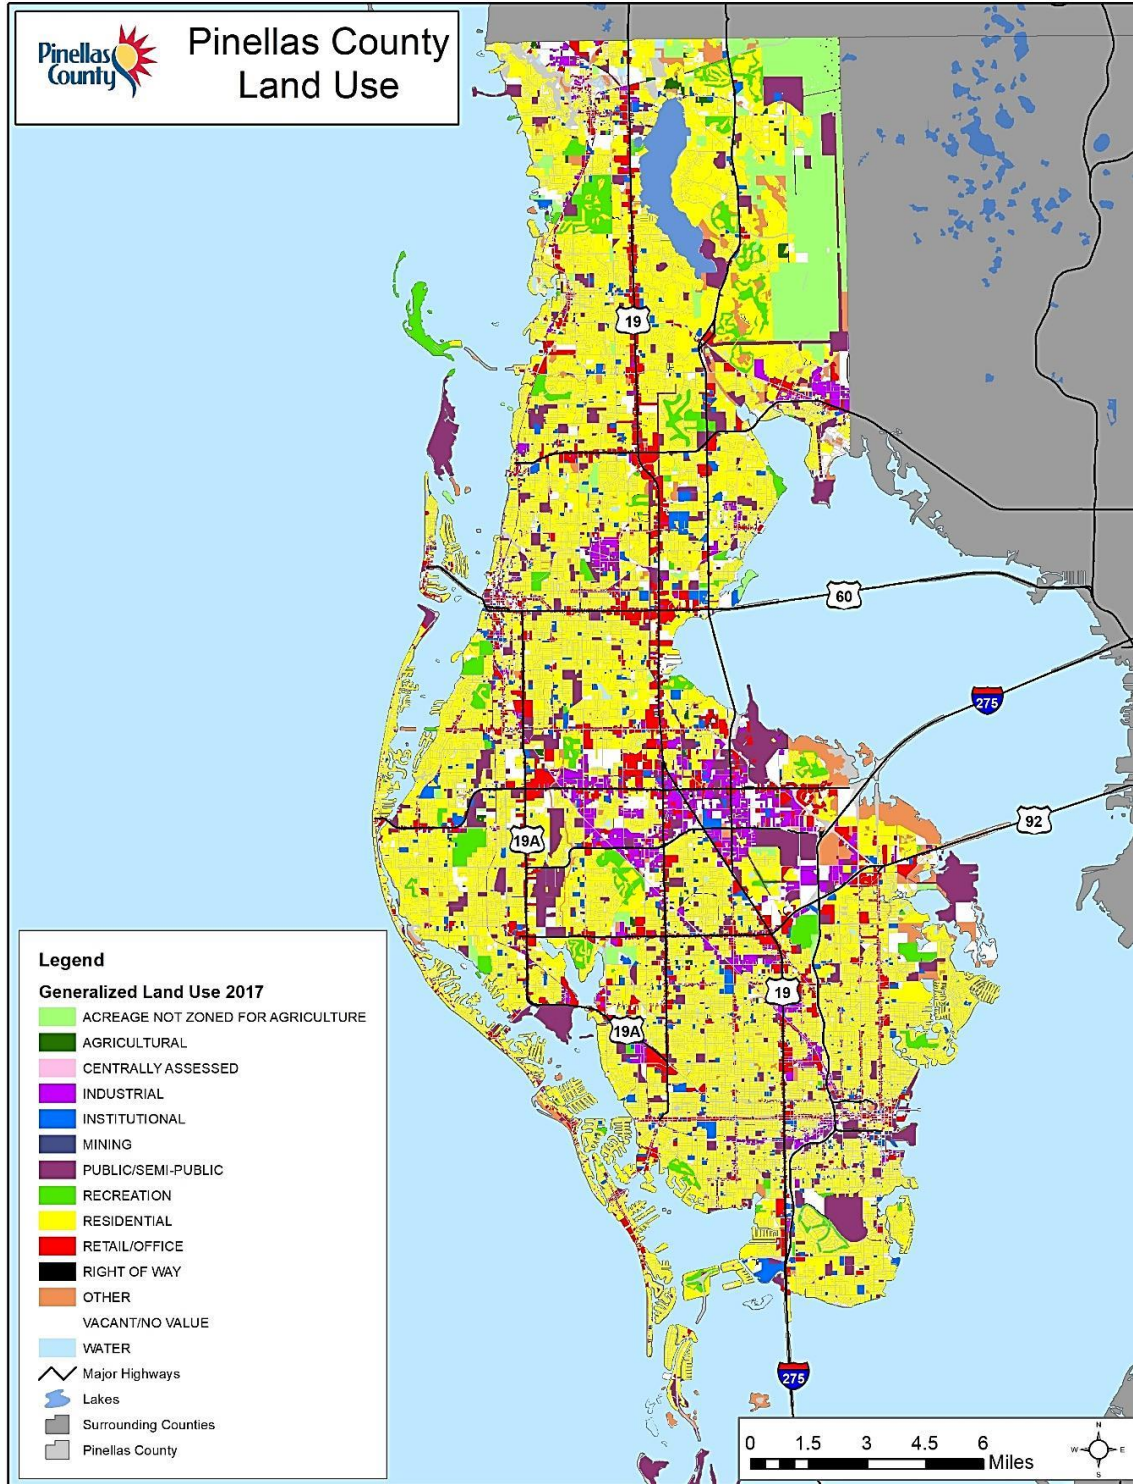 Pinellas
County
Pinellas County
Land Use
19
60
275
92
19A
19
19A
275
Legend
Generalized Land Use 2017
ACREAGE NOT ZONED FOR AGRICULTURE
AGRICULTURAL
CENTRALLY ASSESSED
INDUSTRIAL
INSTITUTIONAL
MINING
PUBLIC/SEMI-PUBLIC
RECREATION
RESIDENTIAL
RETAIL/OFFICE
RIGHT OF WAY
OTHER
VACANT/NO VALUE
WATER
Major Highways
Lakes
Surrounding Counties
Pinellas County
0 1.5 3 4.5 6
Miles
N
W E
S